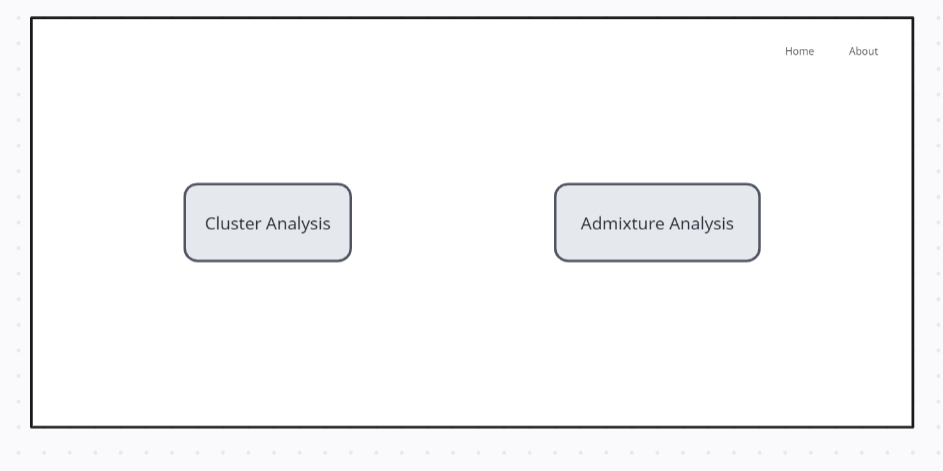 Home About
Cluster Analysis
Admixture Analysis